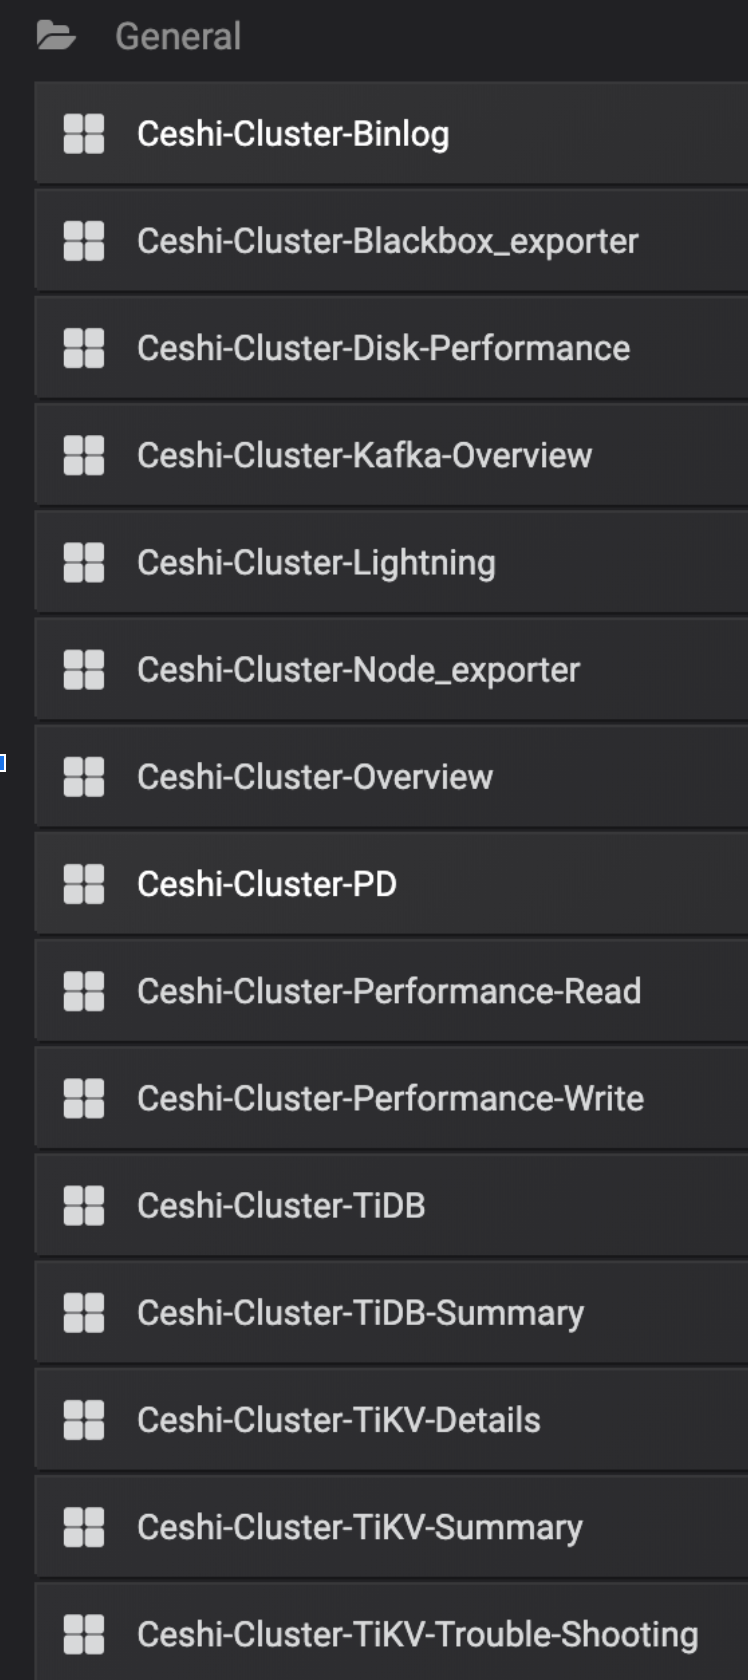 General
Ceshi-Cluster-Binlog
Ceshi-Cluster-Blackbox_exporter
Ceshi-Cluster-Disk-Performance
Ceshi-Cluster-Kafka-Overview
Ceshi-Cluster-Lightning
Ceshi-Cluster-Node_exporter
Ceshi-Cluster-Overview
Ceshi-Cluster-PD
Ceshi-Cluster-Performance-Read
Ceshi-Cluster-Performance-Write
Ceshi-Cluster-TiDB
Ceshi-Cluster-TiDB-Summary
Ceshi-Cluster-TiKV-Details
Ceshi-Cluster-TiKV-Summary
Ceshi-Cluster-TiKV-Trouble-Shooting